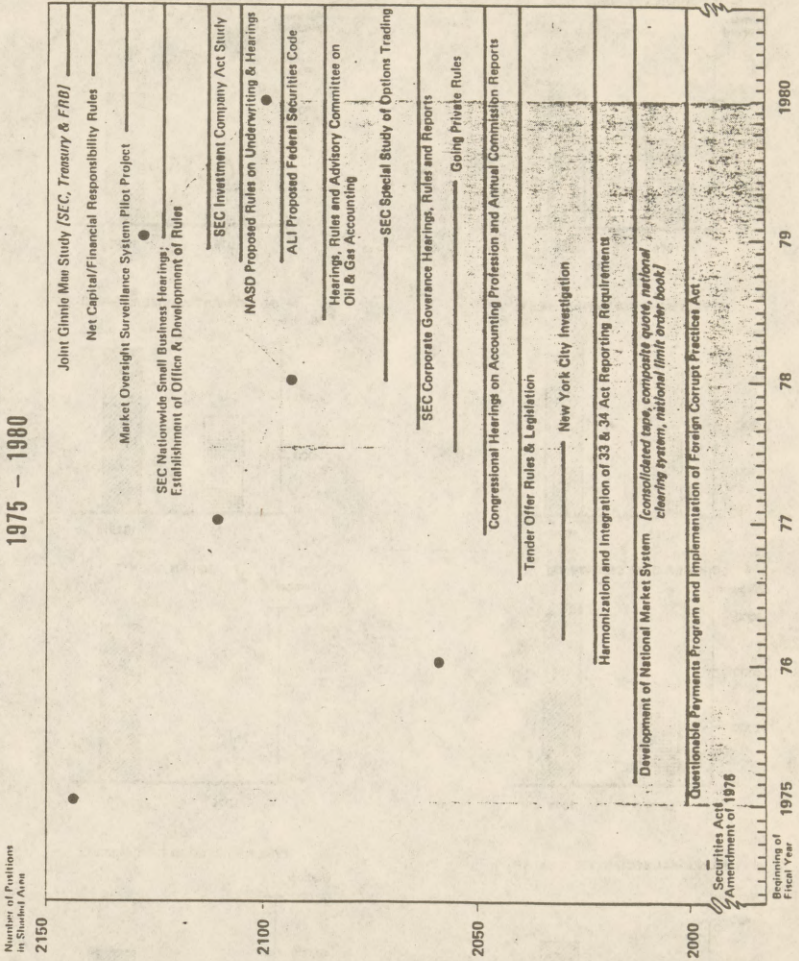 1975 – 1980
Number of Positions
in Shaded Area
2150
2100
2050
2000
Joint Ginnie Mae Study [SEC, Treasury & FRB]
Net Capital/Financial Responsibility Rules
Market Oversight Surveillance System Pilot Project
SEC Nationwide Small Business Hearings;
Establishment of Office & Development of Rules
SEC Investment Company Act Study
NASD Proposed Rules on Underwriting & Hearings
ALI Proposed Federal Securities Code
Hearings, Rules and Advisory Committee on
Oil & Gas Accounting
SEC Special Study of Options Trading
SEC Corporate Goverance Hearings, Rules and Reports
Going Private Rules
Congressional Hearings on Accounting Profession and Annual Commission Reports
Tender Offer Rules & Legislation
New York City Investigation
Harmonization and Integration of 33 & 34 Act Reporting Requirements
Development of National Market System [consolidated tape, composite quote, national
clearing system, national limit order book]
Questionable Payments Program and Implementation of Foreign Corrupt Practices Act
Securities Act
Amendment of 1975
Beginning of
Fiscal Year
1975
76
77
78
79
1980